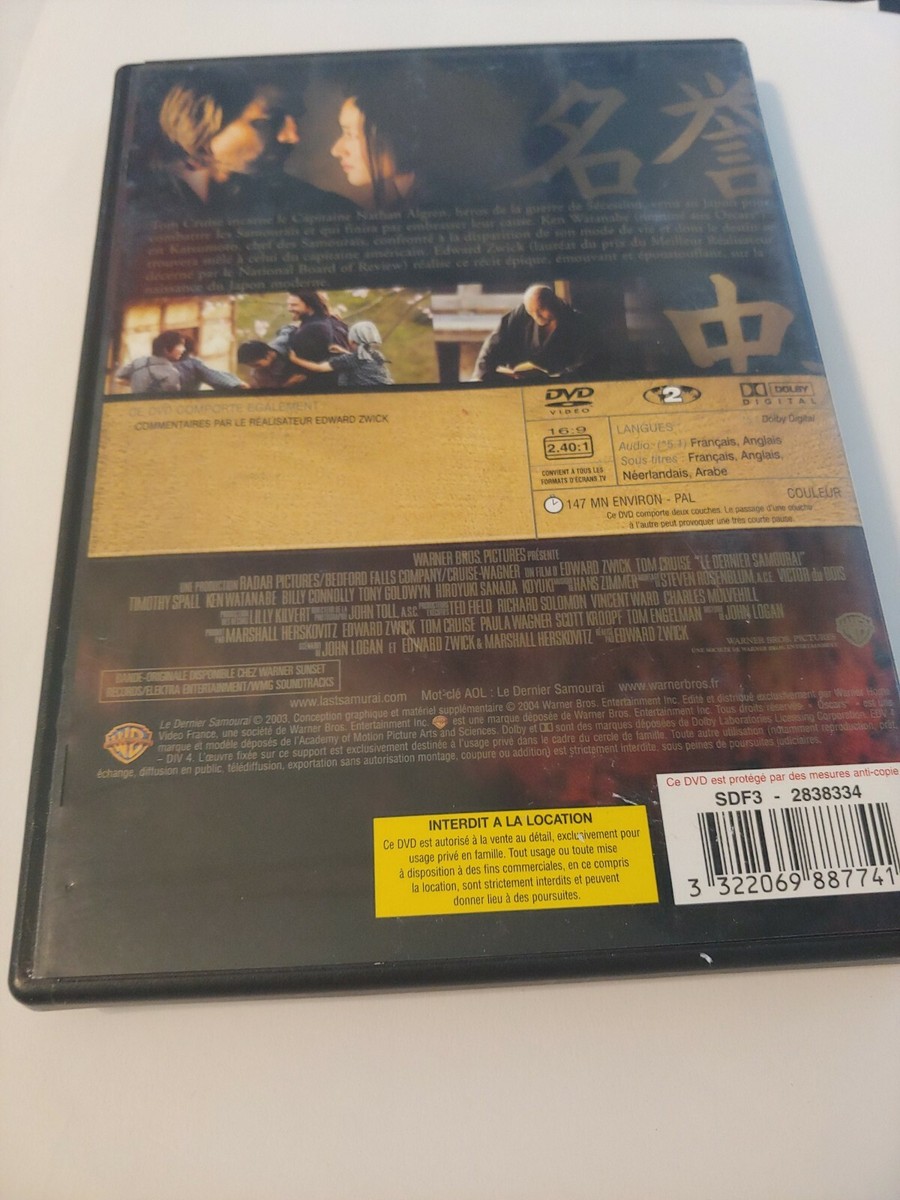 名誉
Tom Cruise incarne le Capitaine Nathan Algren, héros de la guerre de Sécession, venu au Japon pour
combattre les Samouraïs et qui finira par embrasser leur cause. Ken Watanabe (nominé aux Oscars)
est Katsumoto, chef des Samouraïs, confronté à la disparition de son mode de vie et dont le destin se
trouvera mêlé à celui du capitaine américain. Edward Zwick (lauréat du prix du Meilleur Réalisateur
décerné par le National Board of Review) réalise ce récit épique, émouvant et époustouflant, sur la
naissance du Japon moderne.
中
CE DVD COMPORTE ÉGALEMENT :
COMMENTAIRES PAR LE RÉALISATEUR EDWARD ZWICK
DVD
VIDEO
2
DOLBY
DIGITAL
Dolby Digital
16:9
2.40:1
CONVIENT À TOUS LES
FORMATS D'ÉCRANS TV
LANGUES :
Audio : (*5.1) Français, Anglais
Sous-titres : Français, Anglais,
Néerlandais, Arabe
147 MN ENVIRON - PAL
COULEUR
Ce DVD comporte deux couches. Le passage d'une couche
à l'autre peut provoquer une très courte pause.
WARNER BROS. PICTURES PRÉSENTE
UNE PRODUCTION RADAR PICTURES/BEDFORD FALLS COMPANY/CRUISE-WAGNER UN FILM D EDWARD ZWICK TOM CRUISE "LE DERNIER SAMOURAI"
TIMOTHY SPALL KEN WATANABE BILLY CONNOLLY TONY GOLDWYN HIROYUKI SANADA KOYUKI HANS ZIMMER STEVEN ROSENBLUM, A.C.E. VICTOR du BOIS
LILLY KILVERT JOHN TOLL, A.S.C. TED FIELD RICHARD SOLOMON VINCENT WARD CHARLES MULVEHILL
MARSHALL HERSKOVITZ EDWARD ZWICK TOM CRUISE PAULA WAGNER SCOTT KROOPF TOM ENGELMAN JOHN LOGAN
JOHN LOGAN ET EDWARD ZWICK & MARSHALL HERSKOVITZ EDWARD ZWICK
WARNER BROS. PICTURES
UNE SOCIÉTÉ DE WARNER BROS. ENTERTAINMENT
BANDE-ORIGINALE DISPONIBLE CHEZ WARNER SUNSET
RECORDS/ELEKTRA ENTERTAINMENT/WMG SOUNDTRACKS
www.lastsamurai.com Mot-clé AOL : Le Dernier Samourai www.warnerbros.fr
Le Dernier Samourai © 2003. Conception graphique et matériel supplémentaire © 2004 Warner Bros. Entertainment Inc. Edité et distribué exclusivement par Warner Home
Video France, une société de Warner Bros. Entertainment Inc. est une marque déposée de Warner Bros. Entertainment Inc. Tous droits réservés. « Oscars® » est une
marque et modèle déposés de l'Academy of Motion Picture Arts and Sciences. Dolby et sont des marques déposées de Dolby Laboratories Licensing Corporation.
– DIV 4. L'œuvre fixée sur ce support est exclusivement destinée à l'usage privé dans le cadre du cercle de famille. Toute autre utilisation (notamment reproduction, prêt,
échange, diffusion en public, télédiffusion, exportation sans autorisation montage, coupure ou addition) est strictement interdite, sous peines de poursuites judiciaires.
Ce DVD est protégé par des mesures anti-copie
SDF3 - 2838334
3 322069 887741
INTERDIT A LA LOCATION
Ce DVD est autorisé à la vente au détail, exclusivement pour
usage privé en famille. Tout usage ou toute mise
à disposition à des fins commerciales, en ce compris
la location, sont strictement interdits et peuvent
donner lieu à des poursuites.